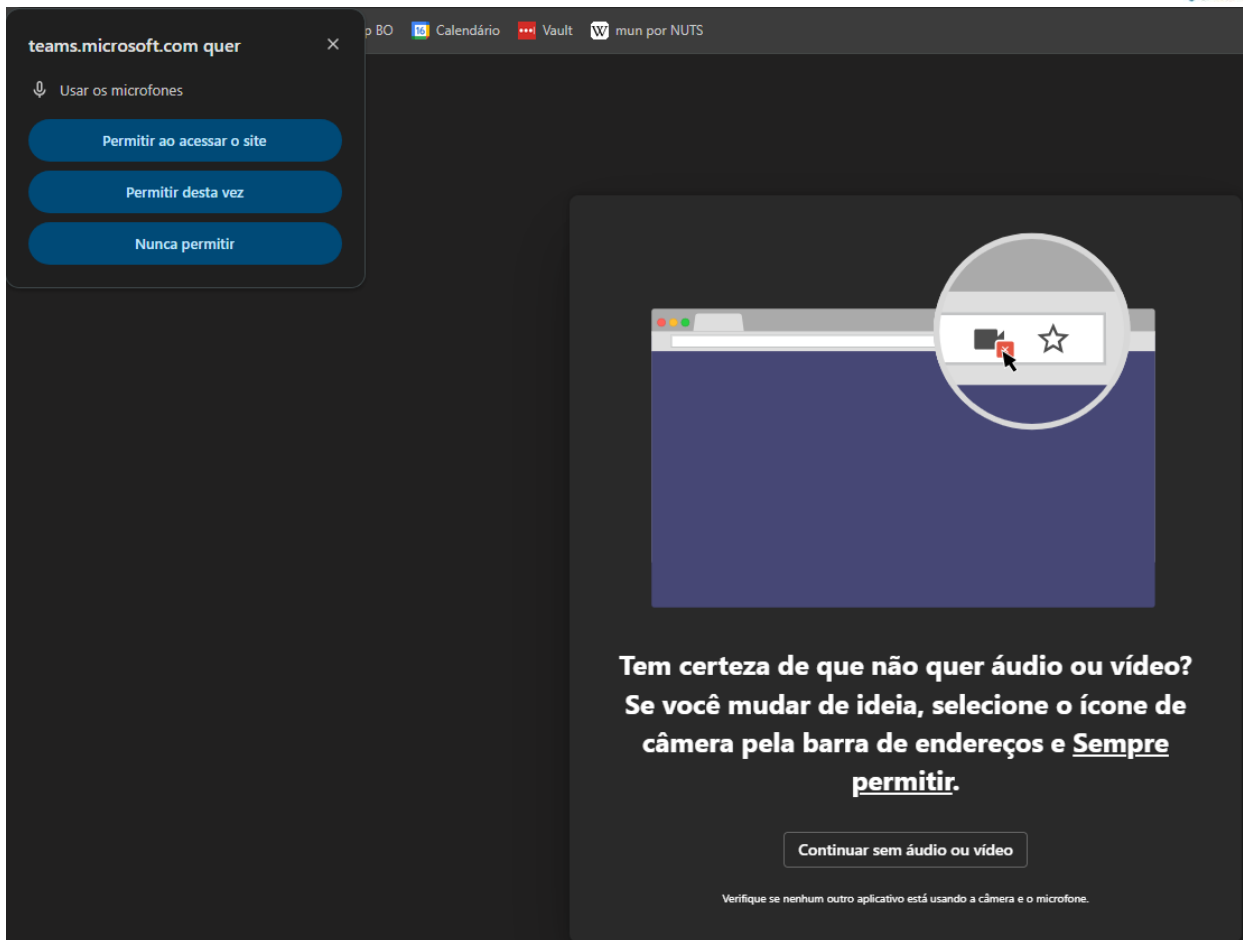 teams.microsoft.com quer
Usar os microfones
Permitir ao acessar o site
Permitir desta vez
Nunca permitir
p BO 16 Calendário Vault W mun por NUTS
Tem certeza de que não quer áudio ou vídeo?
Se você mudar de ideia, selecione o ícone de
câmera pela barra de endereços e Sempre
permitir.
Continuar sem áudio ou vídeo
Verifique se nenhum outro aplicativo está usando a câmera e o microfone.